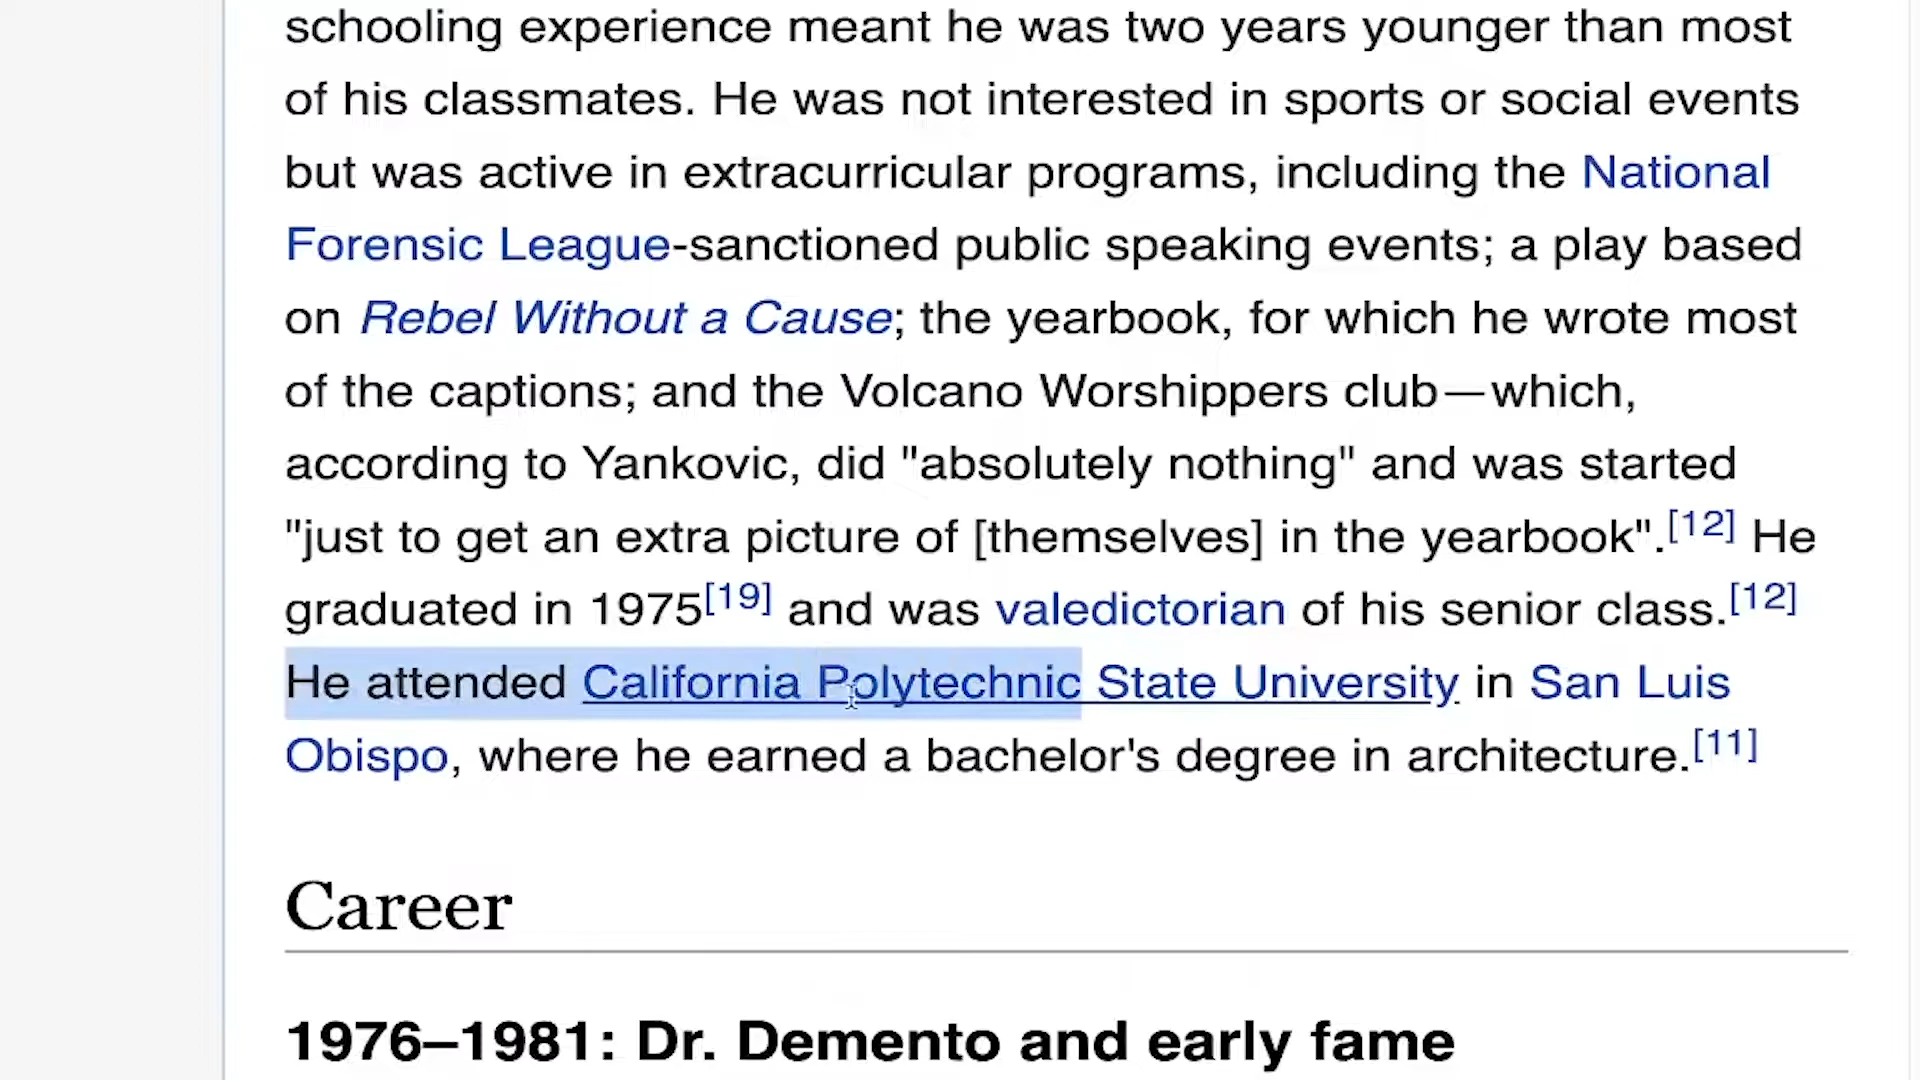 schooling experience meant he was two years younger than most
of his classmates. He was not interested in sports or social events
but was active in extracurricular programs, including the National
Forensic League-sanctioned public speaking events; a play based
on Rebel Without a Cause; the yearbook, for which he wrote most
of the captions; and the Volcano Worshippers club—which,
according to Yankovic, did "absolutely nothing" and was started
"just to get an extra picture of [themselves] in the yearbook".[12] He
graduated in 1975[19] and was valedictorian of his senior class.[12]
He attended California Polytechnic State University in San Luis
Obispo, where he earned a bachelor's degree in architecture.[11]
Career
1976–1981: Dr. Demento and early fame